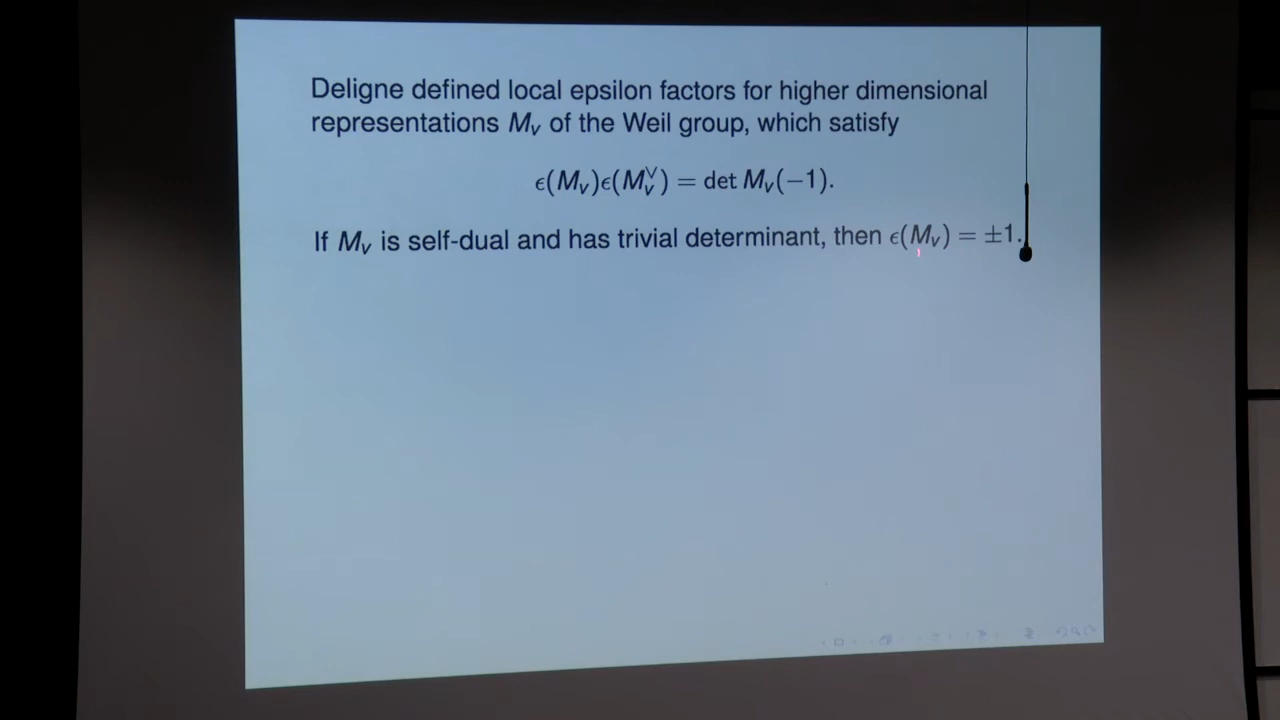 Deligne defined local epsilon factors for higher dimensional
representations Mᵥ of the Weil group, which satisfy
ϵ(Mᵥ)ϵ(Mᵥ^∨) = det Mᵥ(−1).
If Mᵥ is self-dual and has trivial determinant, then ϵ(Mᵥ) = ±1.